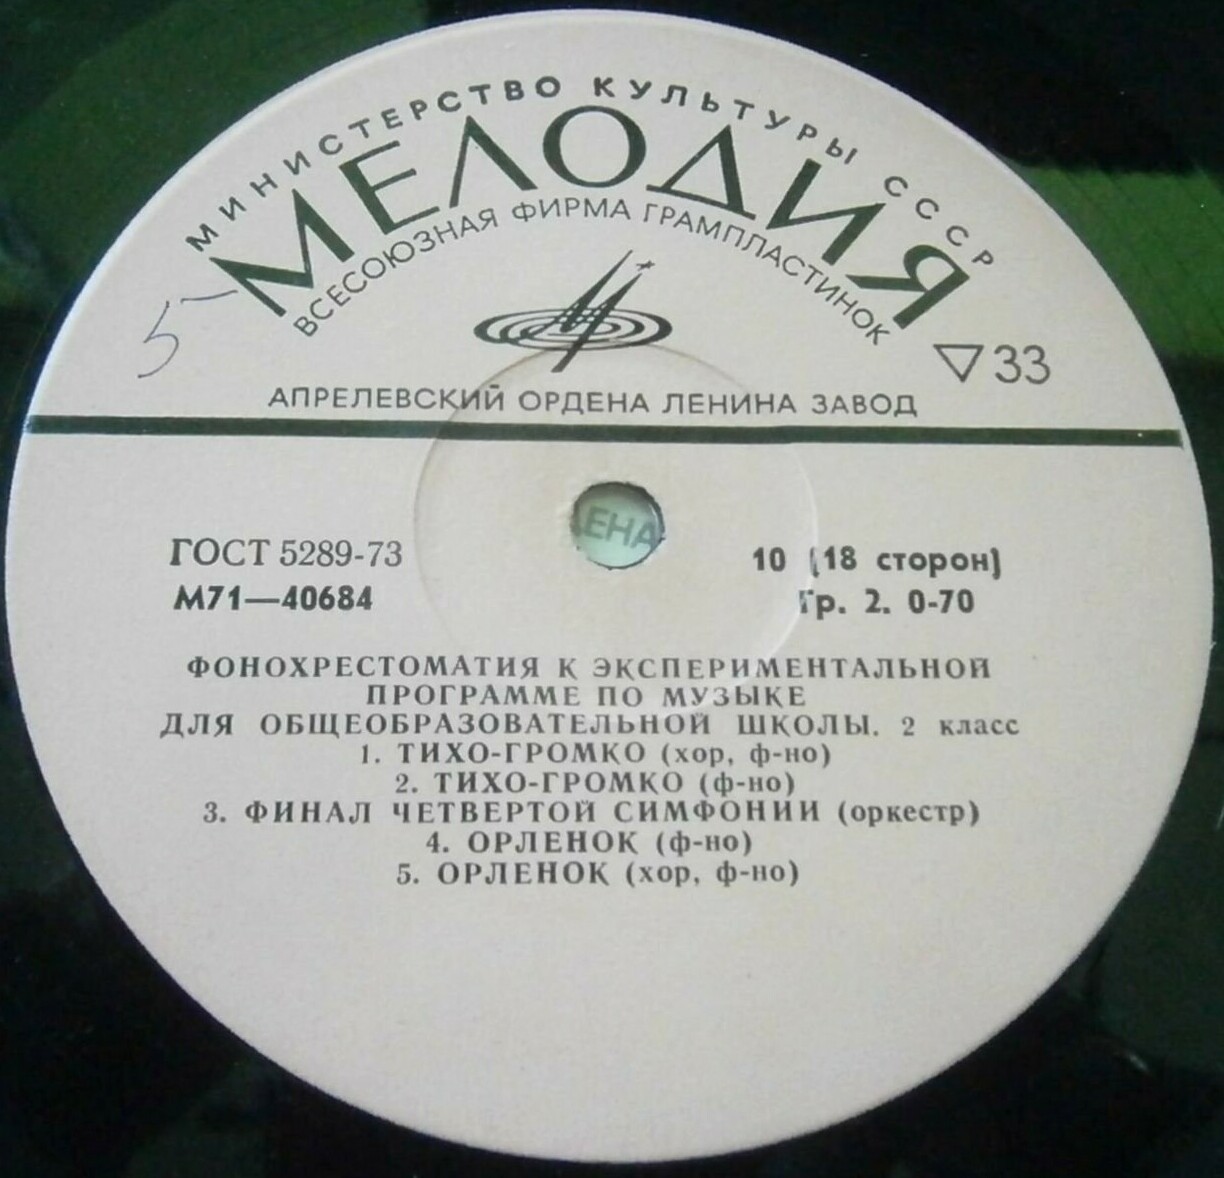 МИНИСТЕРСТВО КУЛЬТУРЫ СССР
МЕЛОДИЯ
ВСЕСОЮЗНАЯ ФИРМА ГРАМПЛАСТИНОК
5
33
АПРЕЛЕВСКИЙ ОРДЕНА ЛЕНИНА ЗАВОД
ЕНА
ГОСТ 5289-73
10 (18 сторон)
М71—40684
Гр. 2. 0-70
ФОНОХРЕСТОМАТИЯ К ЭКСПЕРИМЕНТАЛЬНОЙ
ПРОГРАММЕ ПО МУЗЫКЕ
ДЛЯ ОБЩЕОБРАЗОВАТЕЛЬНОЙ ШКОЛЫ. 2 класс
1. ТИХО-ГРОМКО (хор, ф-но)
2. ТИХО-ГРОМКО (ф-но)
3. ФИНАЛ ЧЕТВЕРТОЙ СИМФОНИИ (оркестр)
4. ОРЛЕНОК (ф-но)
5. ОРЛЕНОК (хор, ф-но)